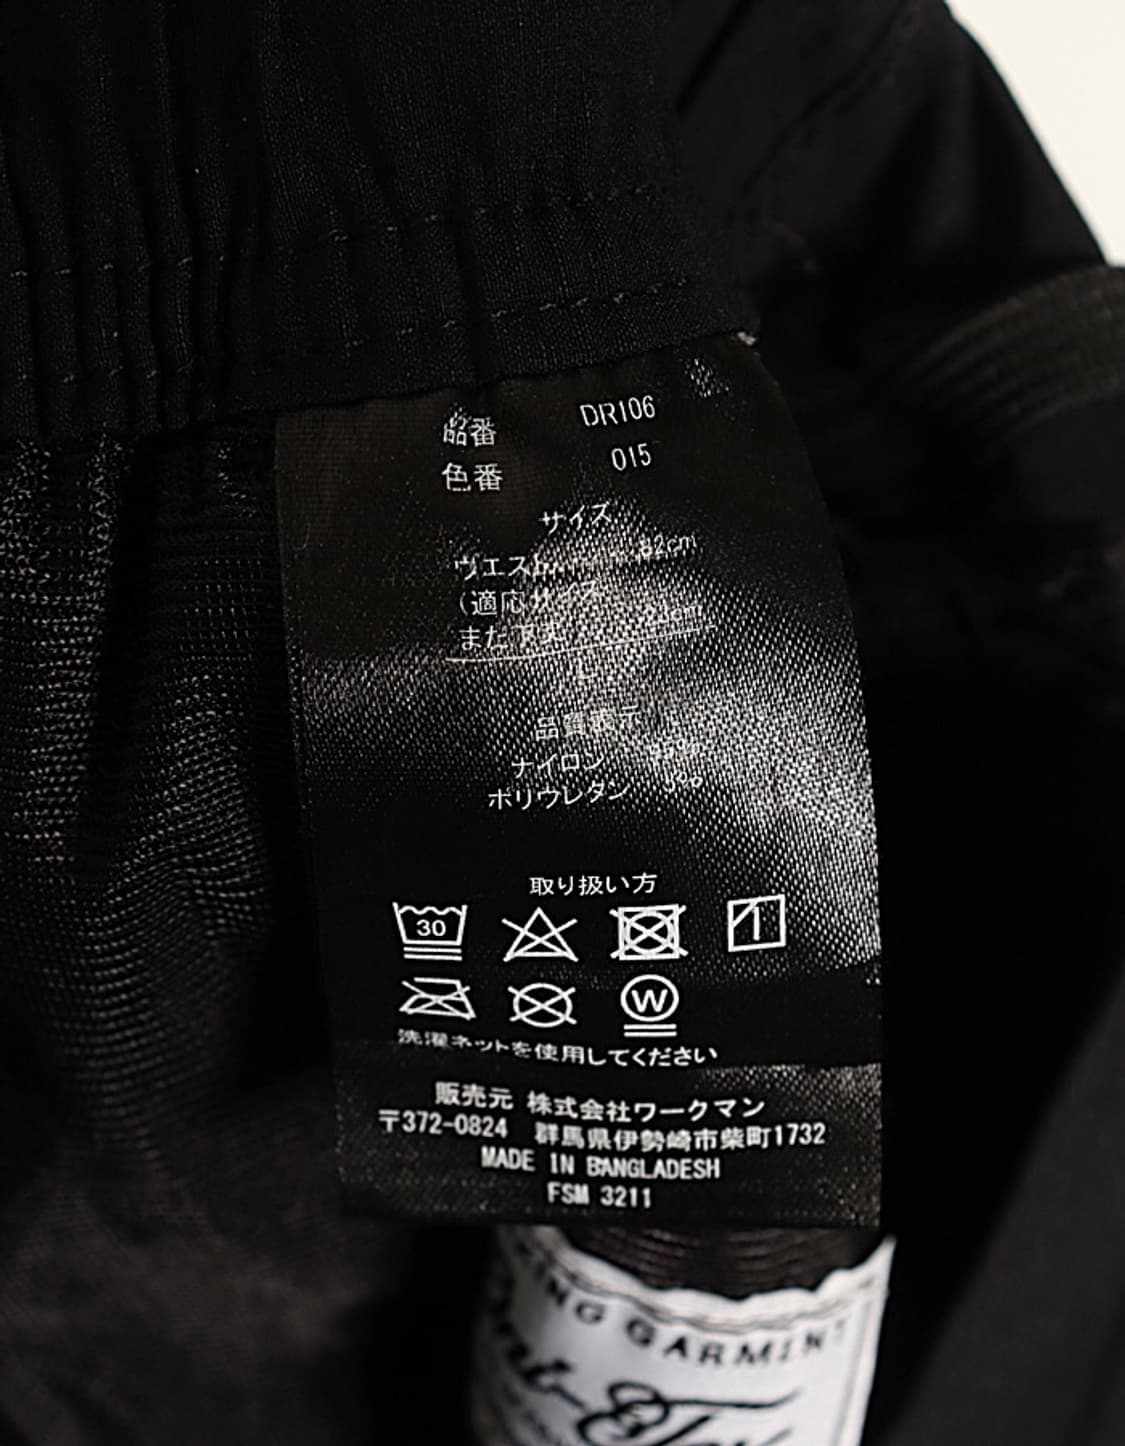 品番 DR106
色番 015
サイズ
ウエスト 82cm
(適応サイズ
また下丈
L
品質表示
ナイロン
ポリウレタン 5%
取り扱い方
30
W
洗濯ネットを使用してください
販売元 株式会社ワークマン
〒372-0824 群馬県伊勢崎市柴町1732
MADE IN BANGLADESH
FSM 3211
GARMENT